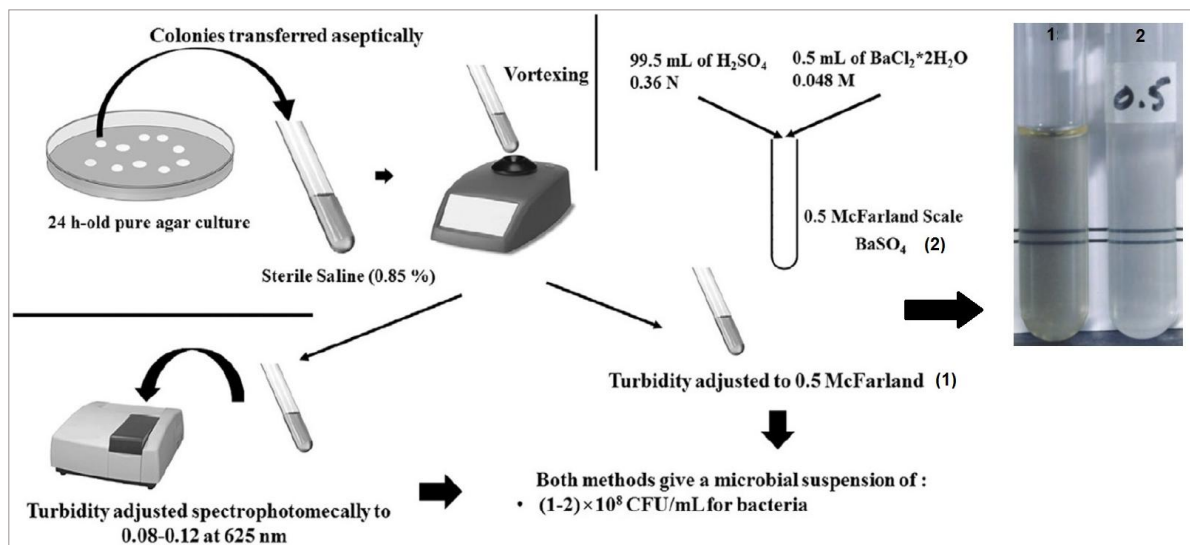 Colonies transferred aseptically
Vortexing
24 h-old pure agar culture
Sterile Saline (0.85 %)
99.5 mL of H₂SO₄
0.36 N
0.5 mL of BaCl₂*2H₂O
0.048 M
0.5 McFarland Scale
BaSO₄ (2)
1
2
0.5
Turbidity adjusted to 0.5 McFarland (1)
Turbidity adjusted spectrophotomecally to
0.08-0.12 at 625 nm
Both methods give a microbial suspension of :
• (1-2)×10⁸ CFU/mL for bacteria